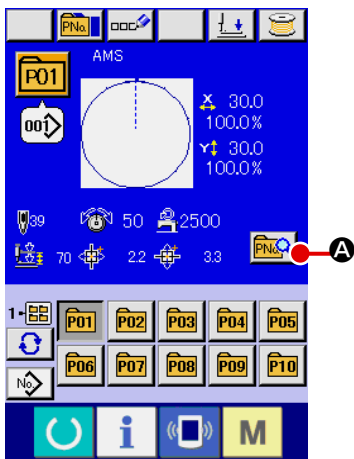 PNo.
AMS
P01
001
X 30.0
100.0%
Y 30.0
100.0%
39 50 2500
PNo.
A
70 2.2 3.3
1-
P01 P02 P03 P04 P05
P06 P07 P08 P09 P10
No.
i M